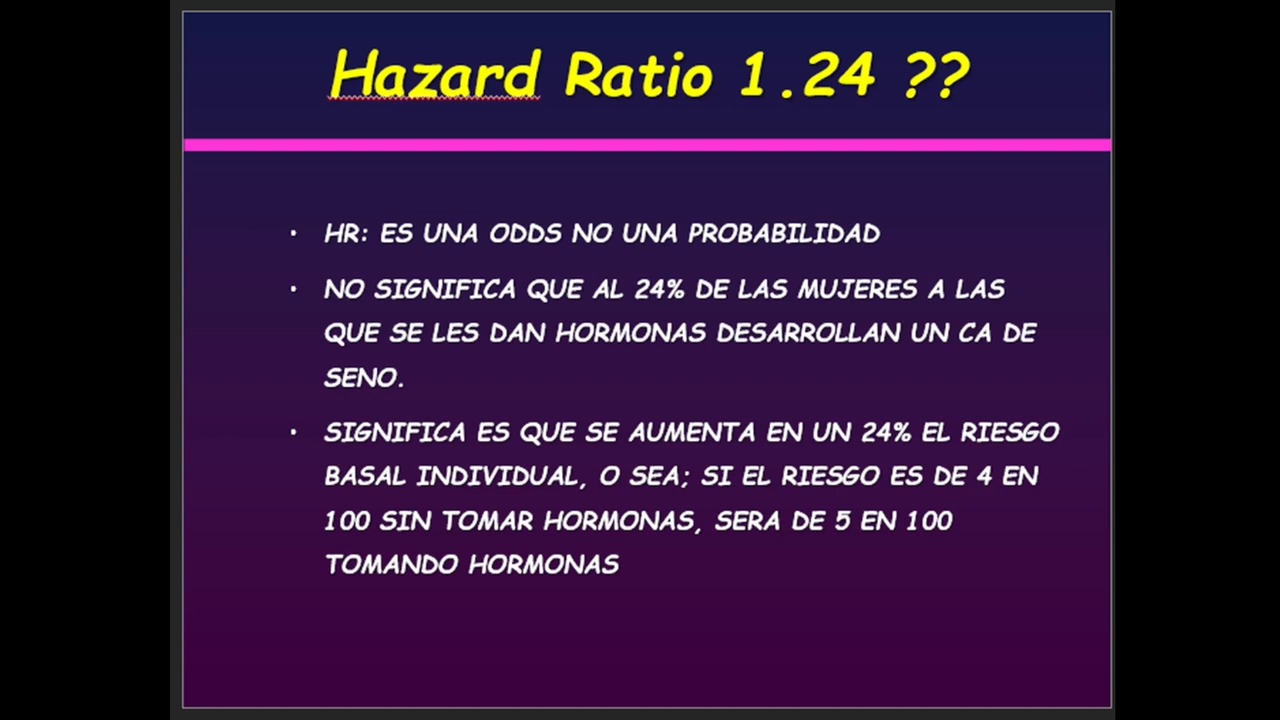 Hazard Ratio 1.24 ??
• HR: ES UNA ODDS NO UNA PROBABILIDAD
• NO SIGNIFICA QUE AL 24% DE LAS MUJERES A LAS
QUE SE LES DAN HORMONAS DESARROLLAN UN CA DE
SENO.
• SIGNIFICA ES QUE SE AUMENTA EN UN 24% EL RIESGO
BASAL INDIVIDUAL, O SEA; SI EL RIESGO ES DE 4 EN
100 SIN TOMAR HORMONAS, SERA DE 5 EN 100
TOMANDO HORMONAS